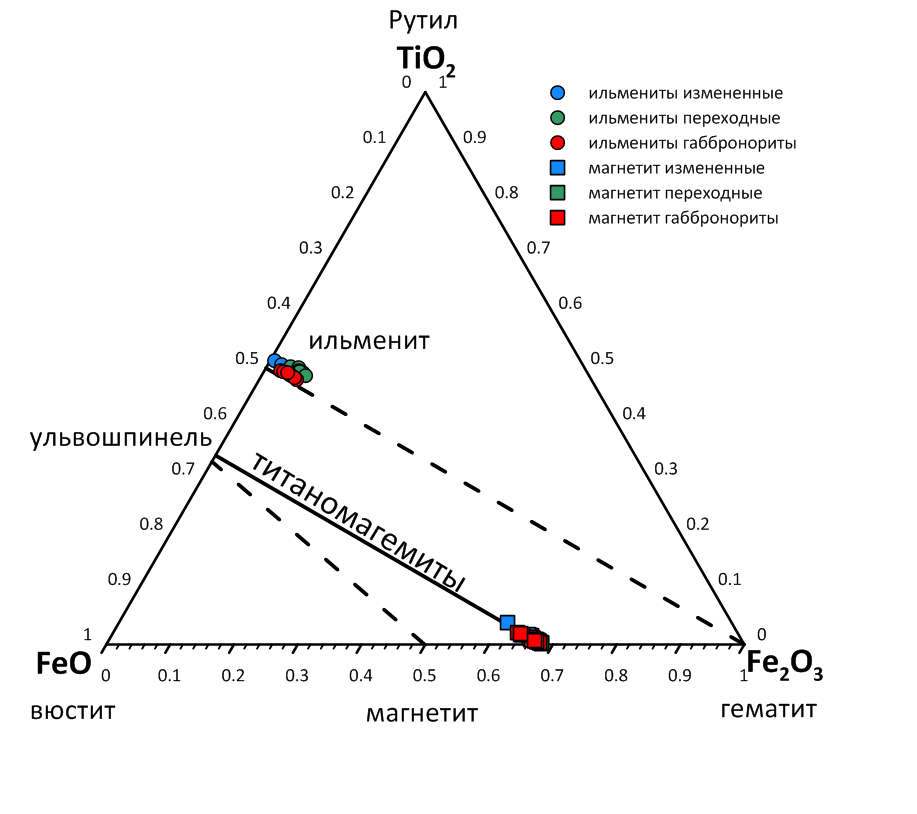 Рутил
TiO2
0 1
ильмениты измененные
ильмениты переходные
ильмениты габбронориты
магнетит измененные
магнетит переходные
магнетит габбронориты
0.1 0.9
0.2 0.8
0.3 0.7
0.4 0.6
ильменит
0.5 0.5
0.6 0.4
ульвошпинель
0.7 0.3
титаномагемиты
0.8 0.2
0.9 0.1
1 0
FeO Fe2O3
0 0.1 0.2 0.3 0.4 0.5 0.6 0.7 0.8 0.9 1
вюстит магнетит гематит